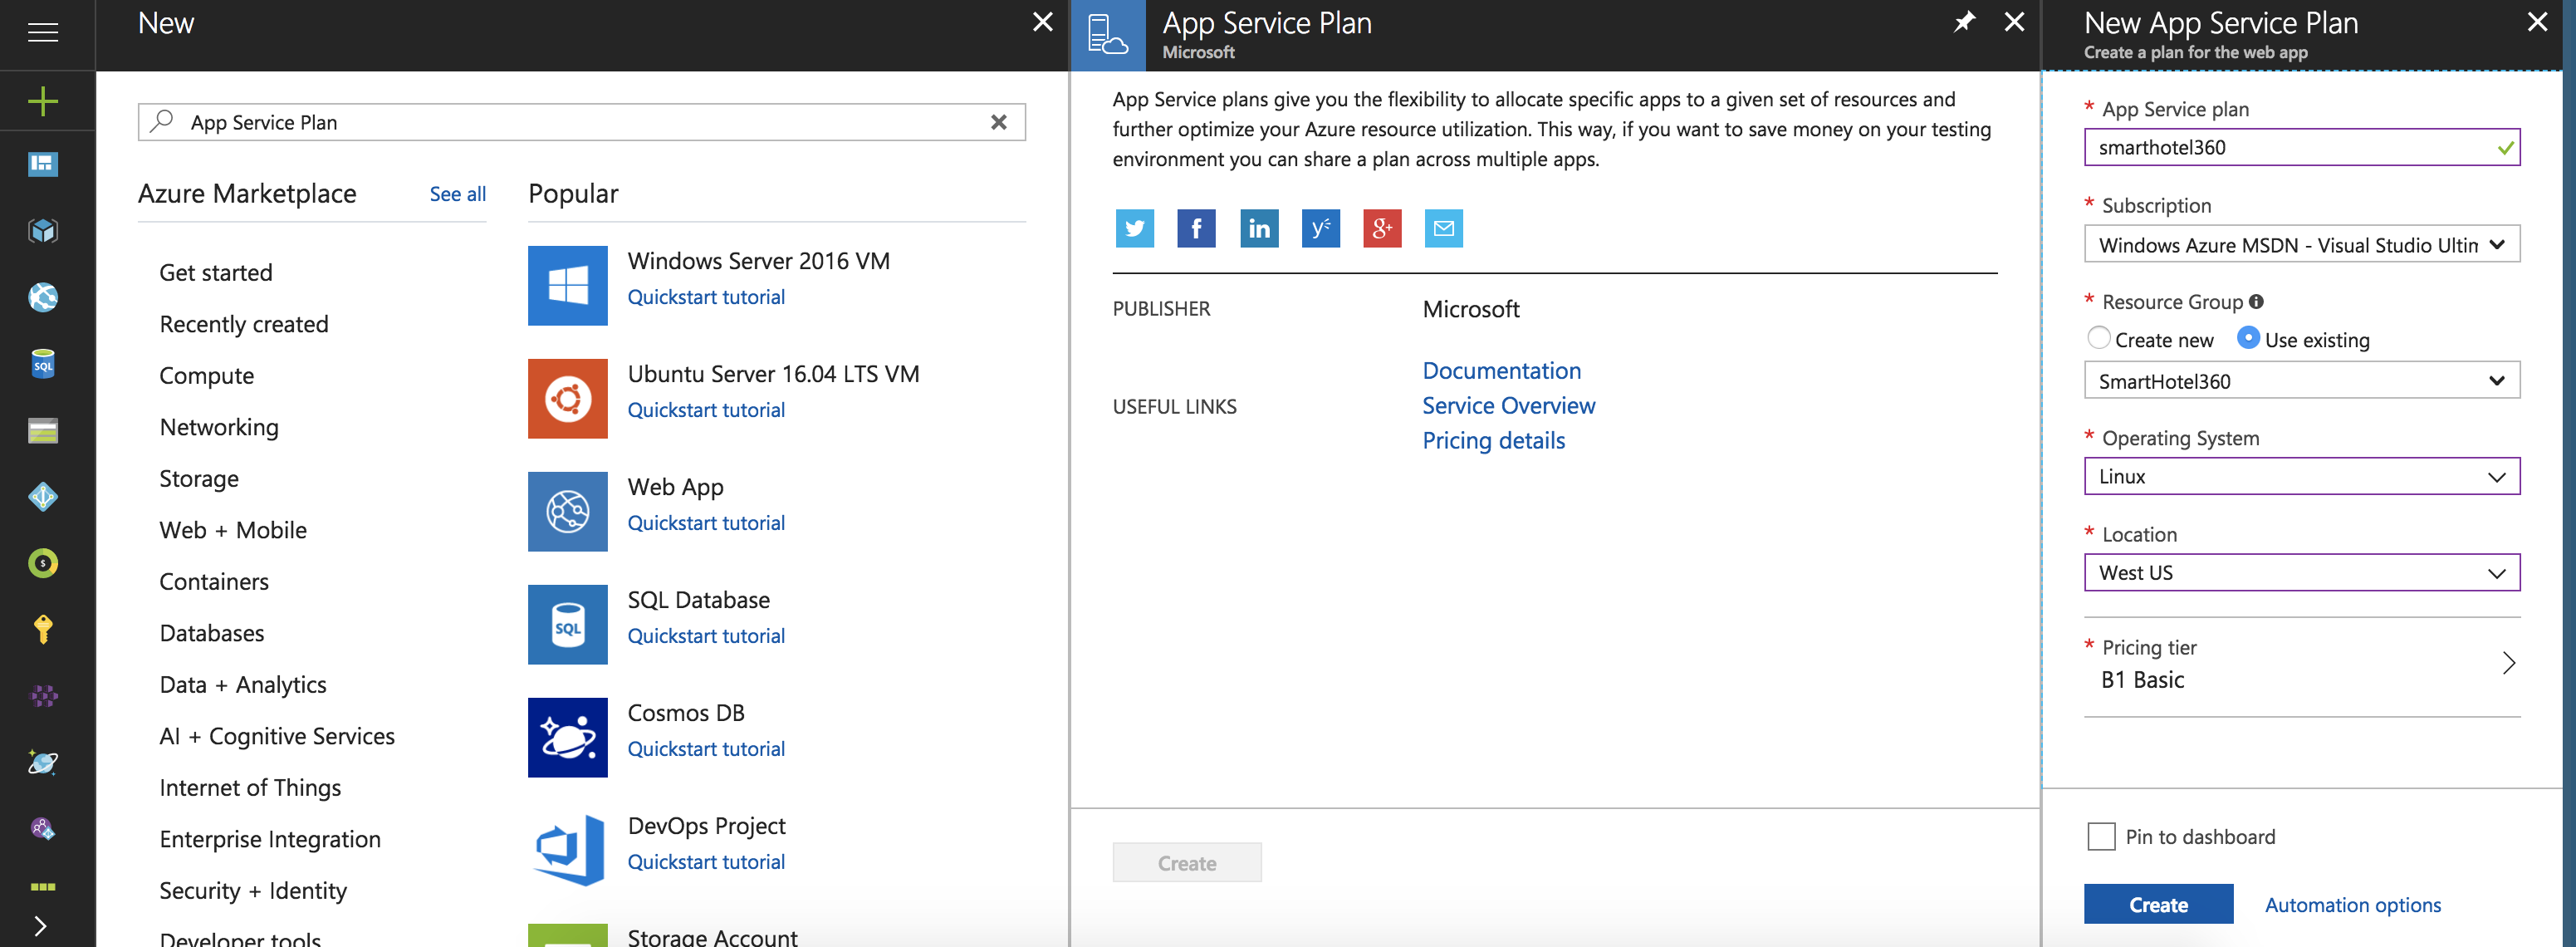 New
App Service Plan
Azure Marketplace
See all
Get started
Recently created
Compute
Networking
Storage
Web + Mobile
Containers
Databases
Data + Analytics
AI + Cognitive Services
Internet of Things
Enterprise Integration
Security + Identity
Developer tools
Popular
Windows Server 2016 VM
Quickstart tutorial
Ubuntu Server 16.04 LTS VM
Quickstart tutorial
Web App
Quickstart tutorial
SQL
SQL Database
Quickstart tutorial
Cosmos DB
Quickstart tutorial
DevOps Project
Quickstart tutorial
Storage Account
App Service Plan
Microsoft
App Service plans give you the flexibility to allocate specific apps to a given set of resources and
further optimize your Azure resource utilization. This way, if you want to save money on your testing
environment you can share a plan across multiple apps.
PUBLISHER
Microsoft
USEFUL LINKS
Documentation
Service Overview
Pricing details
Create
New App Service Plan
Create a plan for the web app
* App Service plan
smarthotel360
* Subscription
Windows Azure MSDN - Visual Studio Ultim
* Resource Group
Create new
Use existing
SmartHotel360
* Operating System
Linux
* Location
West US
* Pricing tier
B1 Basic
Pin to dashboard
Create
Automation options